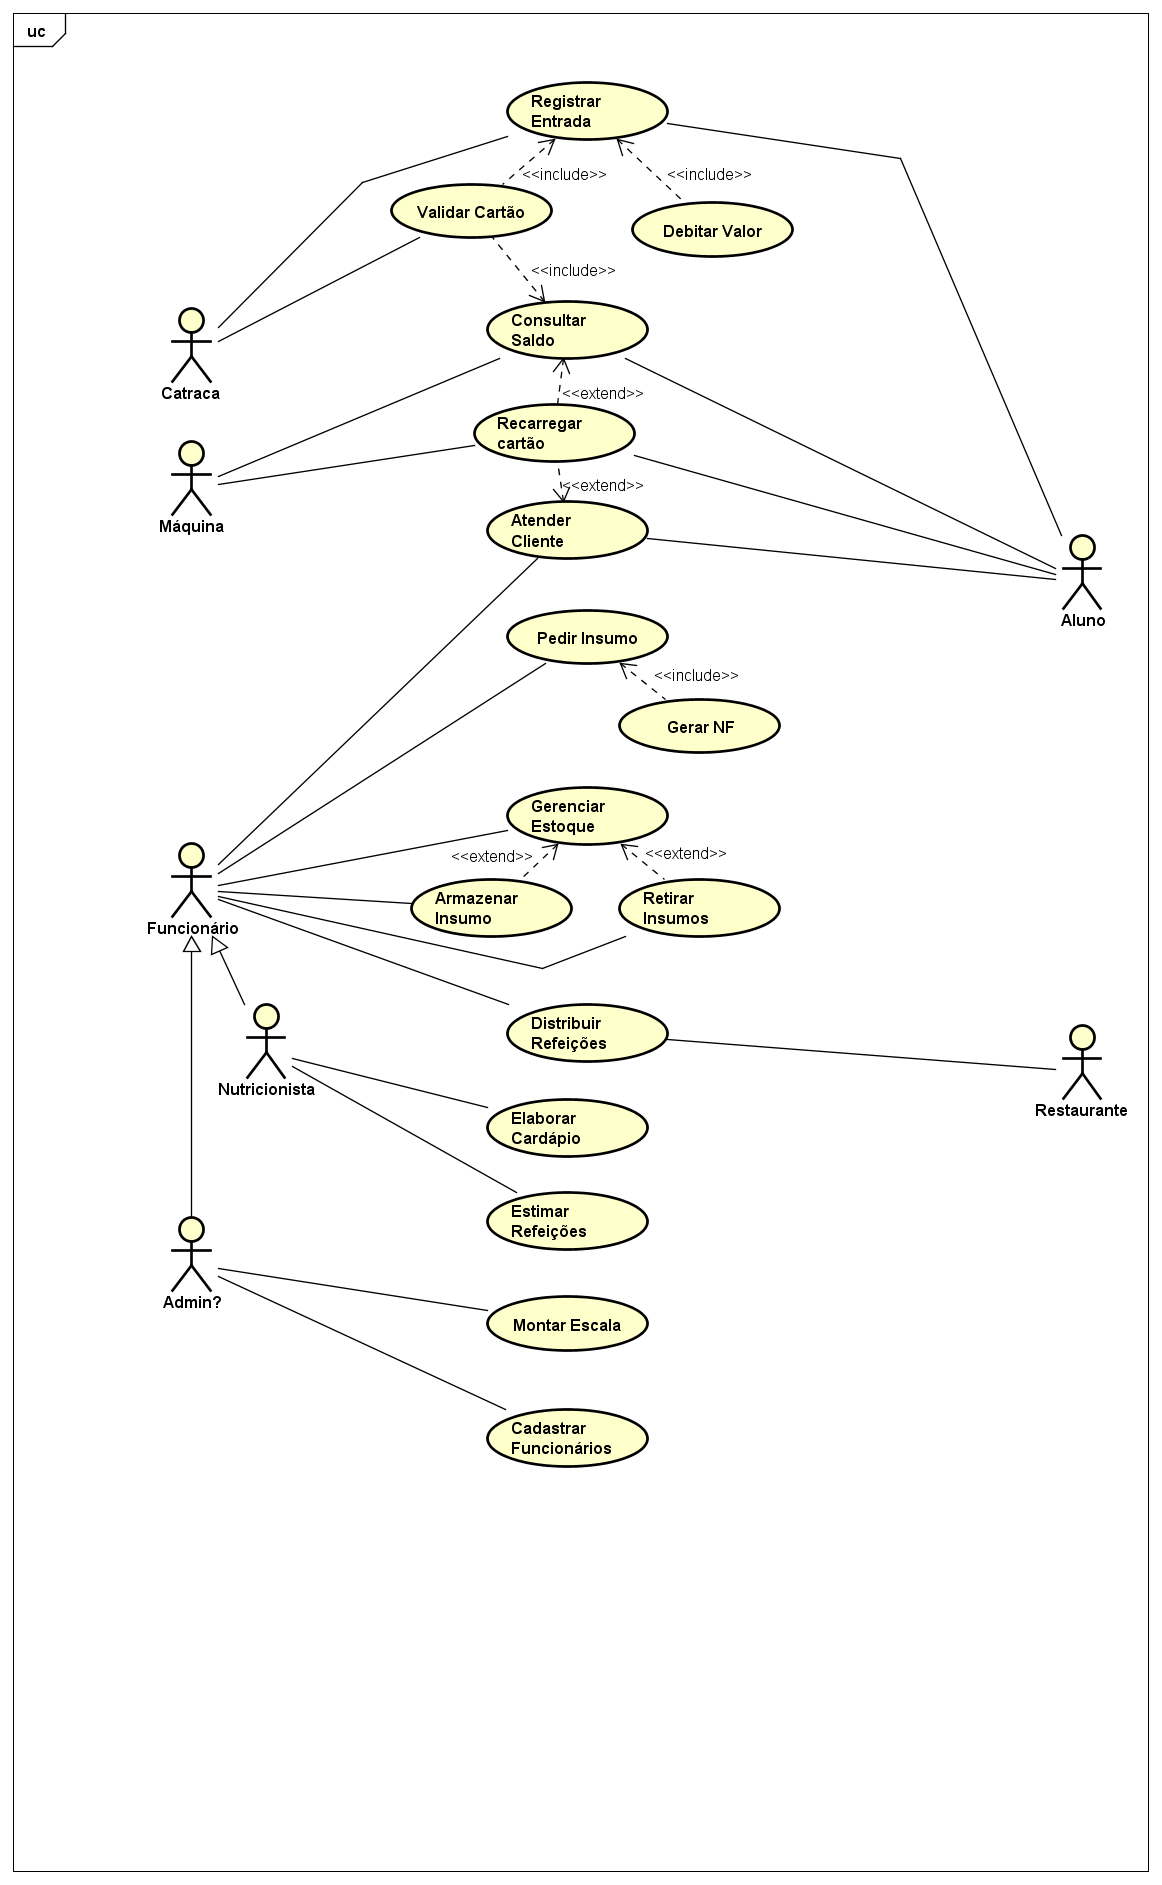 uc
Registrar
Entrada
<<include>>
<<include>>
Validar Cartão
Debitar Valor
<<include>>
Consultar
Saldo
Catraca
<<extend>>
Recarregar
cartão
<<extend>>
Máquina
Atender
Cliente
Aluno
Pedir Insumo
<<include>>
Gerar NF
Gerenciar
Estoque
<<extend>>
<<extend>>
Armazenar
Insumo
Retirar
Insumos
Funcionário
Distribuir
Refeições
Nutricionista
Restaurante
Elaborar
Cardápio
Estimar
Refeições
Admin?
Montar Escala
Cadastrar
Funcionários